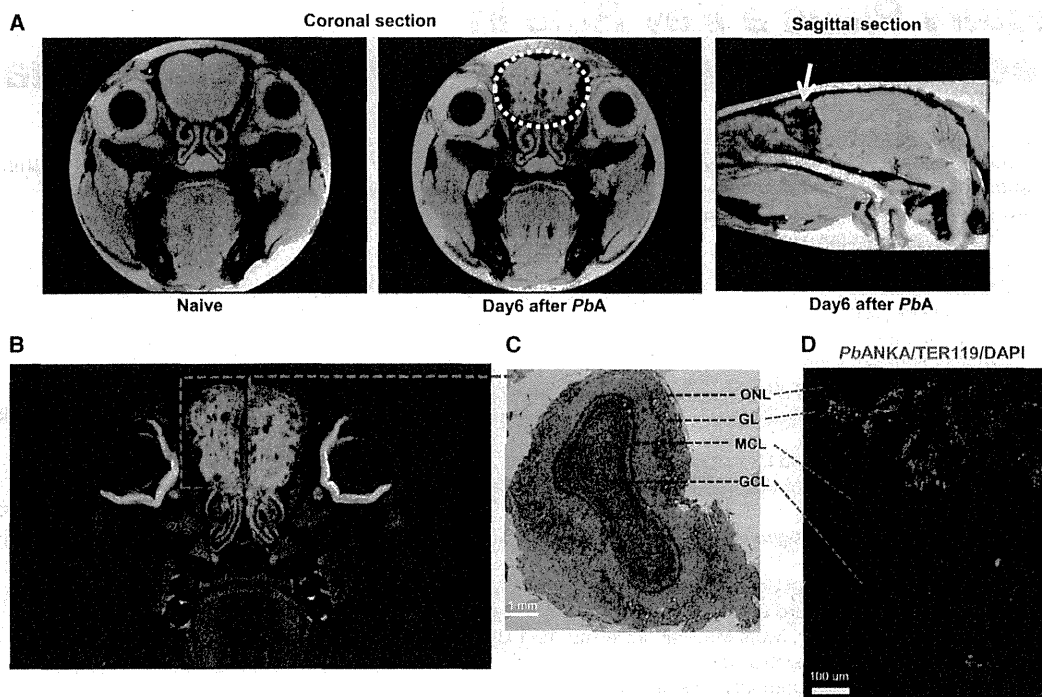 A
Coronal section
Sagittal section
Naive
Day6 after PbA
Day6 after PbA
B
C
D
PbANKA/TER119/DAPI
ONL
GL
MCL
GCL
1 mm
100 um